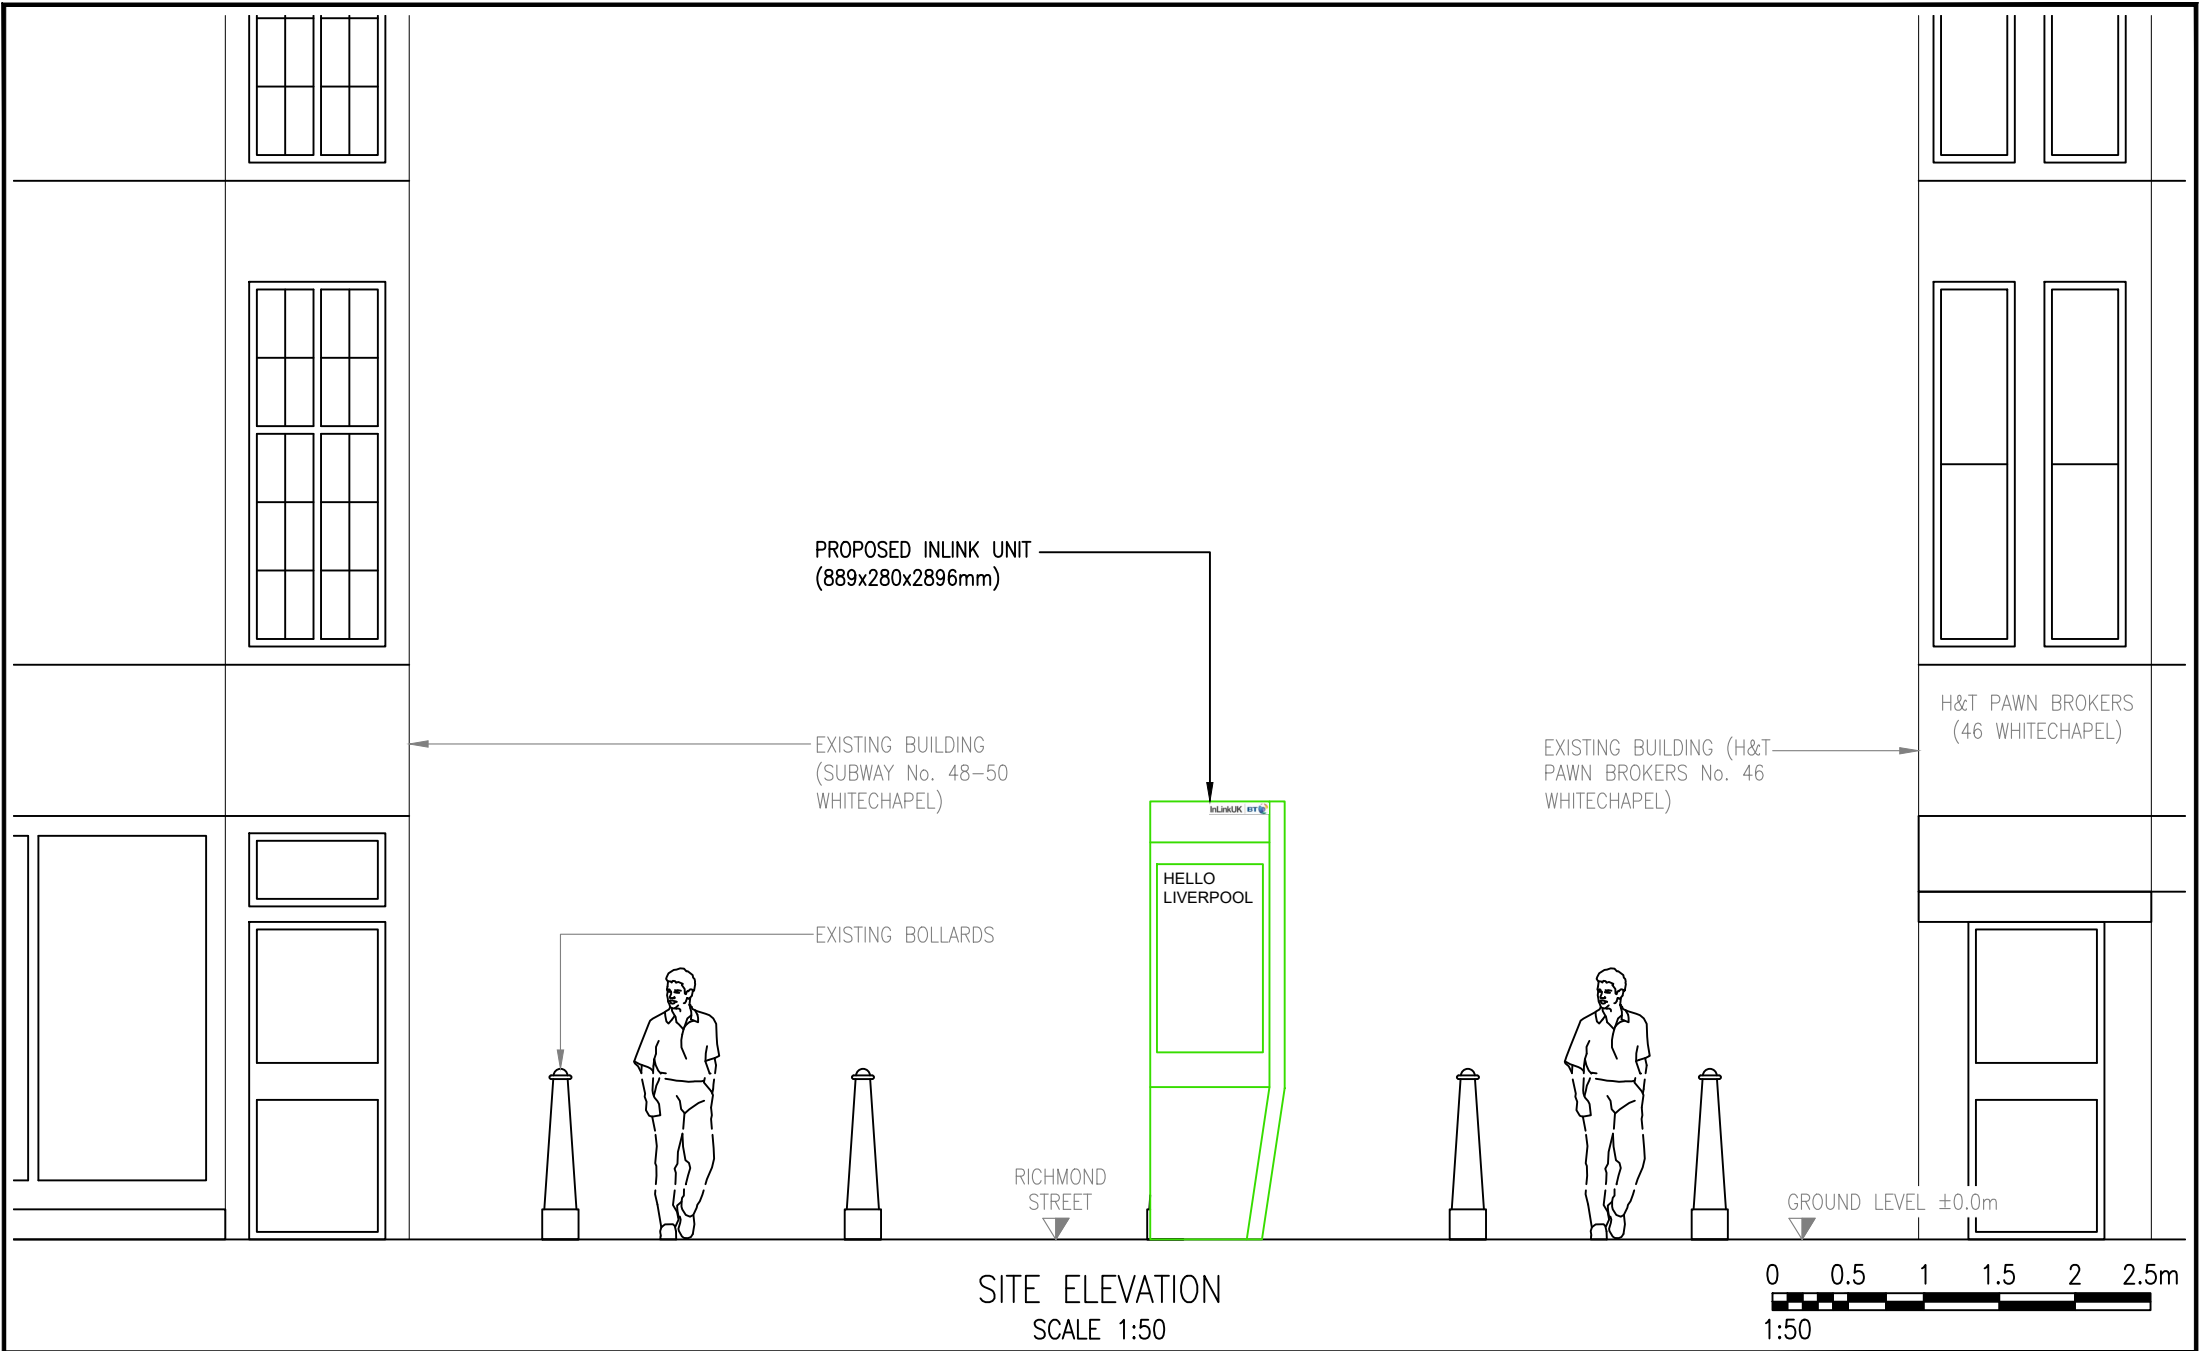 PROPOSED INLINK UNIT
(889x280x2896mm)
H&T PAWN BROKERS
(46 WHITECHAPEL)
EXISTING BUILDING
(SUBWAY No. 48-50
WHITECHAPEL)
EXISTING BUILDING (H&T
PAWN BROKERS No. 46
WHITECHAPEL)
InLinkUK BT
HELLO
LIVERPOOL
EXISTING BOLLARDS
RICHMOND
STREET
GROUND LEVEL ±0.0m
SITE ELEVATION
SCALE 1:50
0 0.5 1 1.5 2 2.5m
1:50